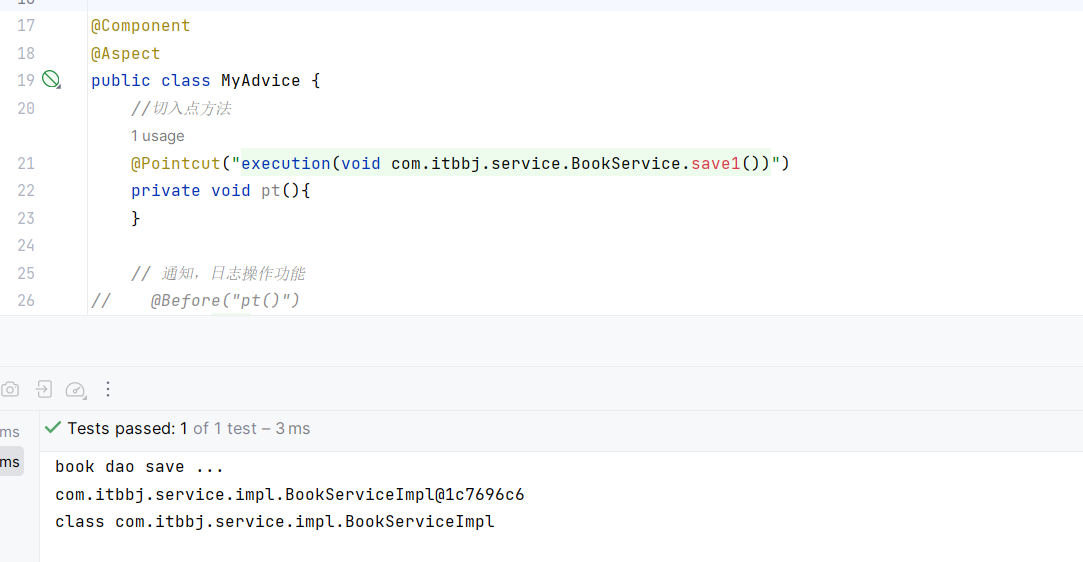 17 @Component
18 @Aspect
19 public class MyAdvice {
20 //切入点方法
1 usage
21 @Pointcut("execution(void com.itbbj.service.BookService.save1())")
22 private void pt(){
23 }
24
25 // 通知，日志操作功能
26 // @Before("pt()")
Tests passed: 1 of 1 test – 3 ms
ms
ms
book dao save ...
com.itbbj.service.impl.BookServiceImpl@1c7696c6
class com.itbbj.service.impl.BookServiceImpl